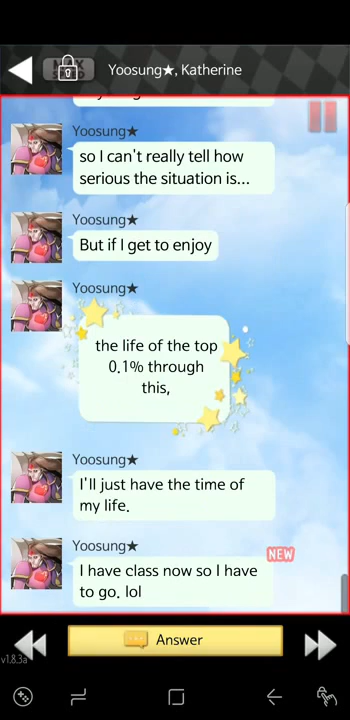 Yoosung★, Katherine
Yoosung★
so I can't really tell how
serious the situation is...
Yoosung★
But if I get to enjoy
Yoosung★
the life of the top
0.1% through
this,
Yoosung★
I'll just have the time of
my life.
Yoosung★
NEW
I have class now so I have
to go. lol
Answer
v1.8.3a